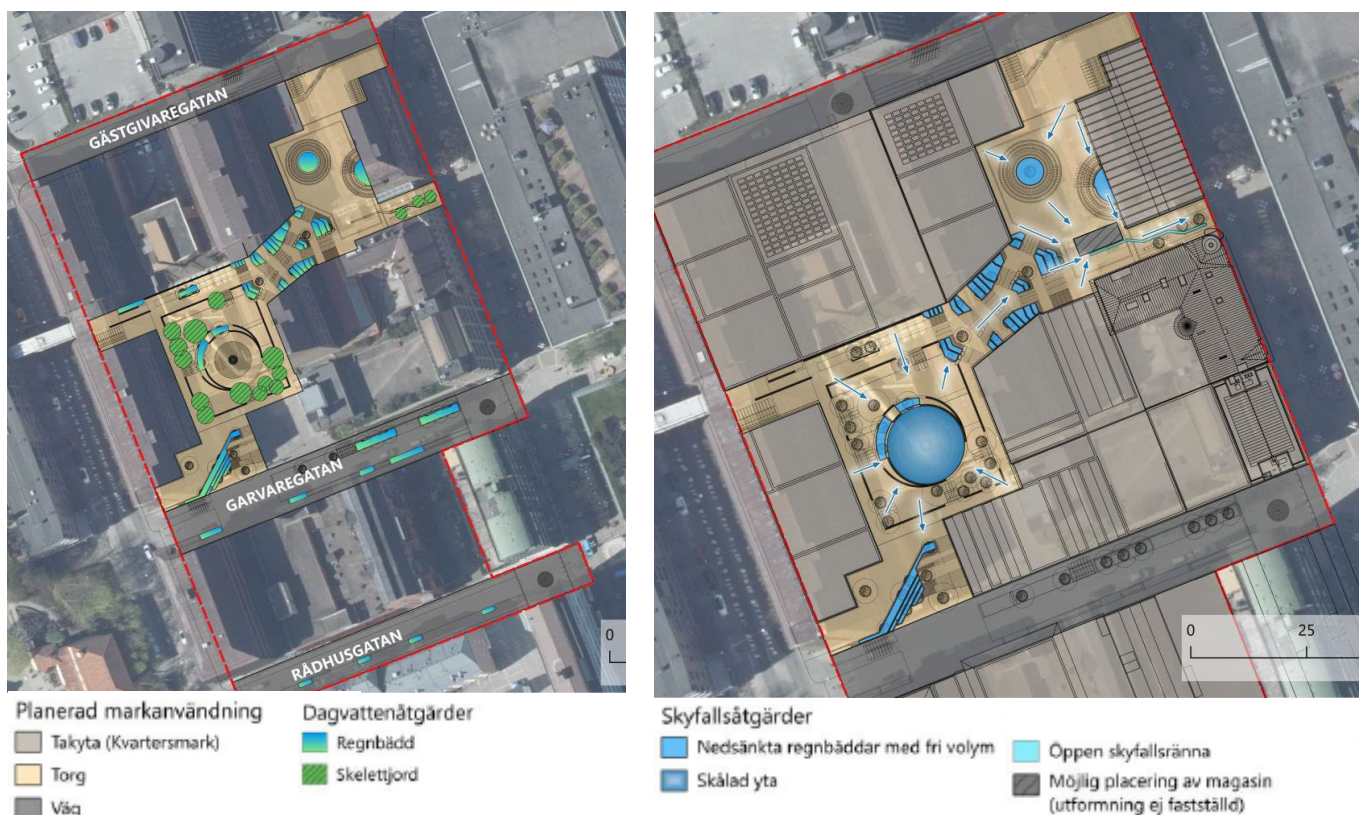 GÄSTGIVAREGATAN
GARVAREGATAN
RÅDHUSGATAN
0
Planerad markanvändning
Takyta (Kvartersmark)
Torg
Väg
Dagvattenåtgärder
Regnbädd
Skelettjord
0 25
Skyfallsåtgärder
Nedsänkta regnbäddar med fri volym
Skålad yta
Öppen skyfallsränna
Möjlig placering av magasin
(utformning ej fastställd)